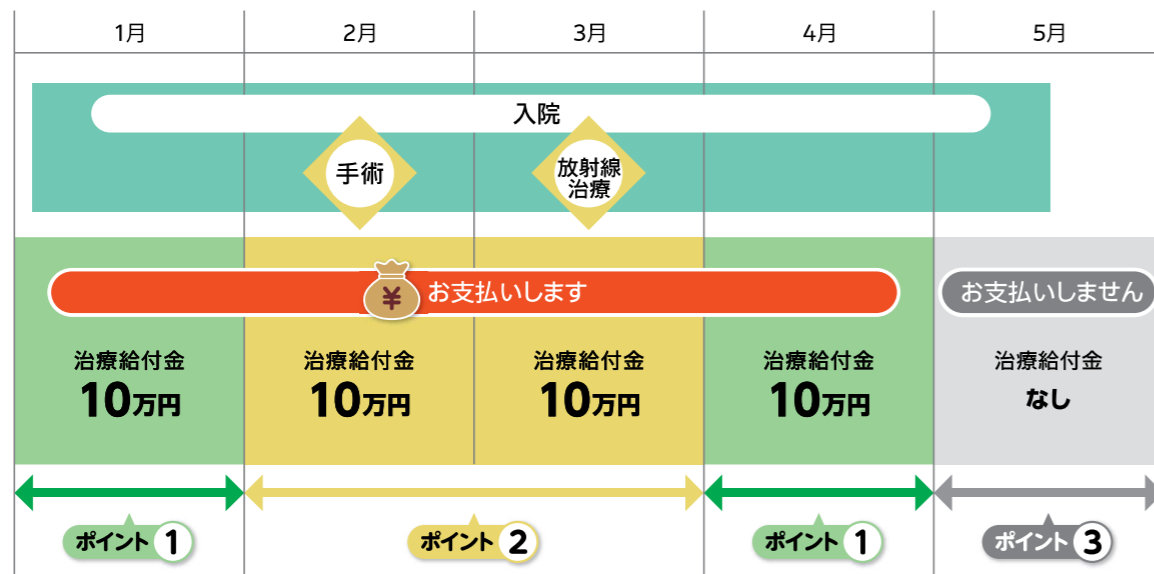 1月 2月 3月 4月 5月
入院
手術
放射線
治療
¥ お支払いします お支払いしません
治療給付金 治療給付金 治療給付金 治療給付金 治療給付金
10万円 10万円 10万円 10万円 なし
ポイント 1 ポイント 2 ポイント 1 ポイント 3